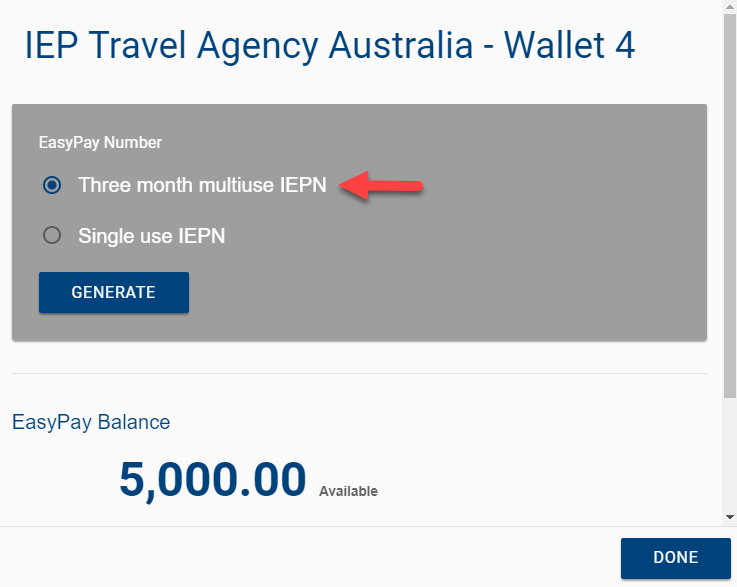 IEP Travel Agency Australia - Wallet 4
EasyPay Number
Three month multiuse IEPN
Single use IEPN
GENERATE
EasyPay Balance
5,000.00 Available
DONE